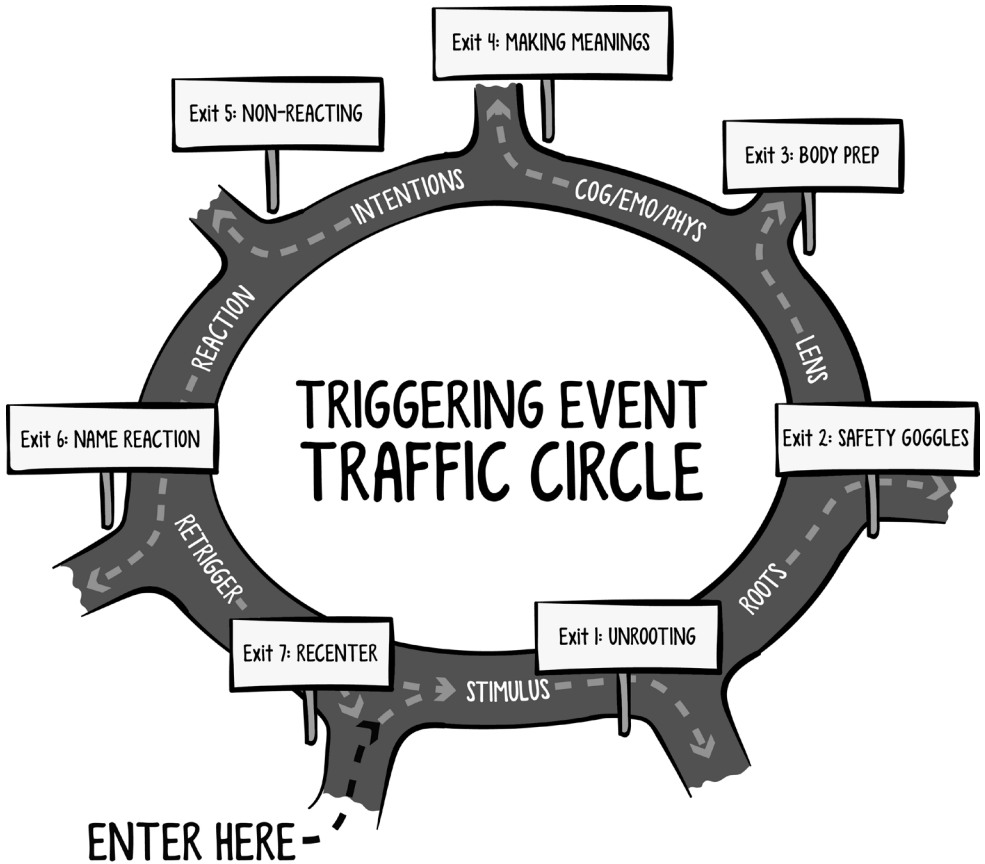 Exit 4: MAKING MEANINGS
Exit 5: NON-REACTING
Exit 3: BODY PREP
INTENTIONS
COG/EMO/PHYS
REACTION
LENS
TRIGGERING EVENT
TRAFFIC CIRCLE
Exit 6: NAME REACTION
Exit 2: SAFETY GOGGLES
RETRIGGER
ROOTS
Exit 7: RECENTER
Exit 1: UNROOTING
STIMULUS
ENTER HERE